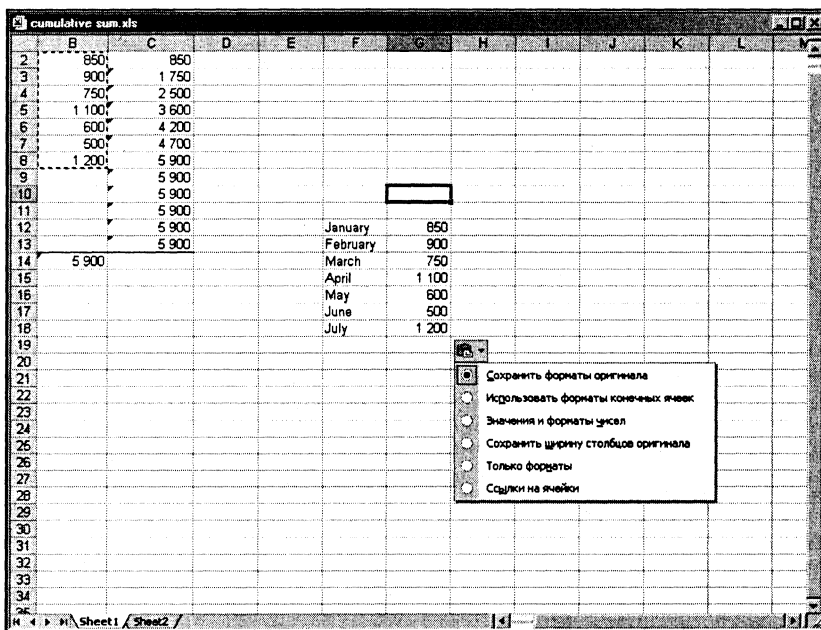 cumulative sum.xls
B C D E F G H I J K L M
2 850 850
3 900 1 750
4 750 2 500
5 1 100 3 600
6 600 4 200
7 500 4 700
8 1 200 5 900
9 5 900
10 5 900
11 5 900
12 5 900 January 850
13 5 900 February 900
14 5 900 March 750
15 April 1 100
16 May 600
17 June 500
18 July 1 200
19
20
21 Сохранить форматы оригинала
22 Использовать форматы конечных ячеек
23 Значения и форматы чисел
24
25 Сохранить ширину столбцов оригинала
26 Только форматы
27 Ссылки на ячейки
28
29
30
31
32
33
34
Sheet1 Sheet2